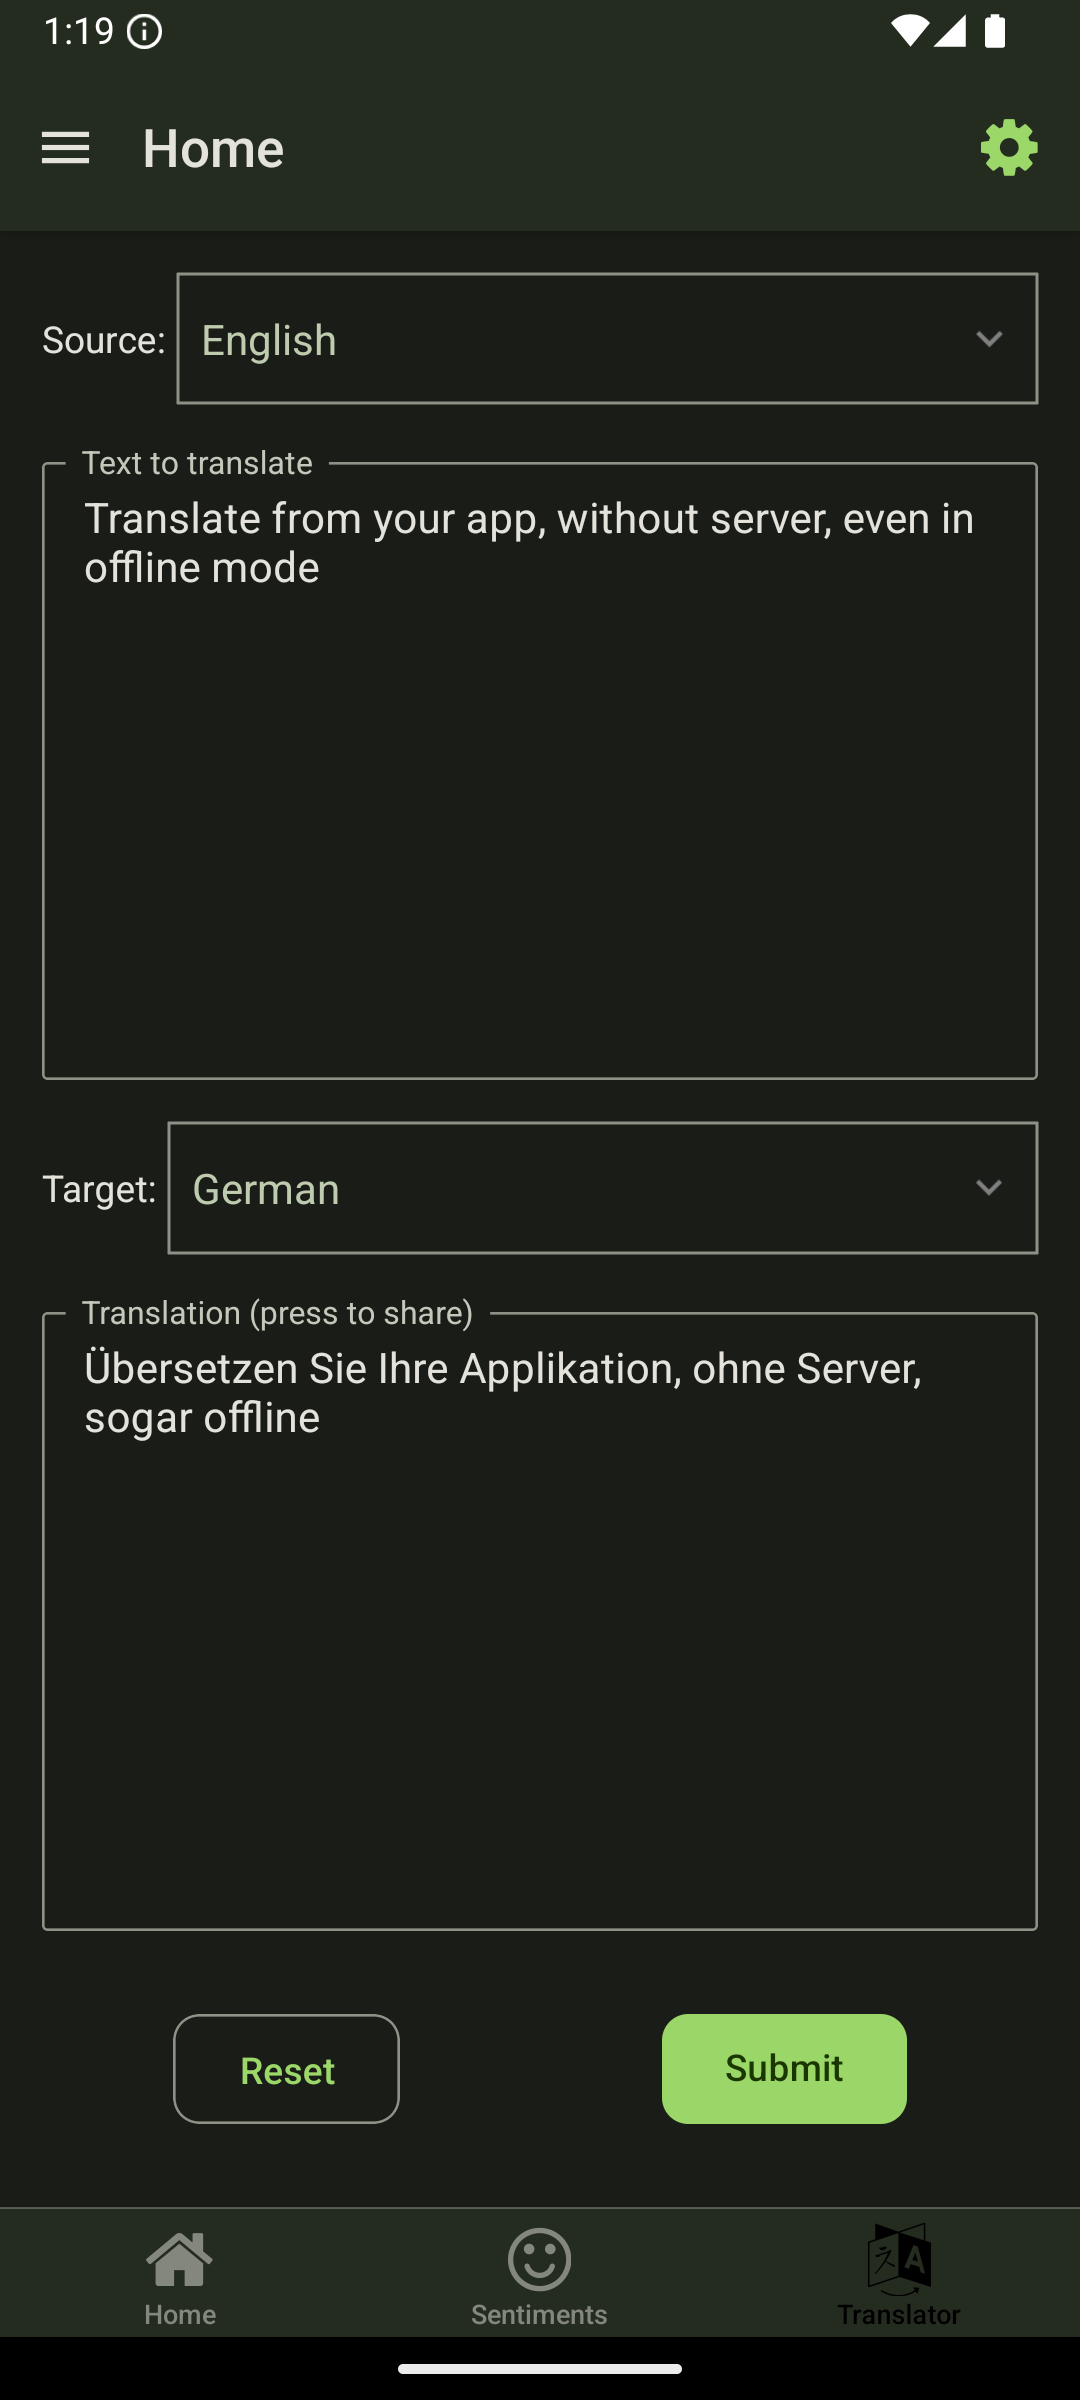 1:19
Home
Source:
English
Text to translate
Translate from your app, without server, even in
offline mode
Target:
German
Translation (press to share)
Übersetzen Sie Ihre Applikation, ohne Server,
sogar offline
Reset
Submit
Home
Sentiments
Translator